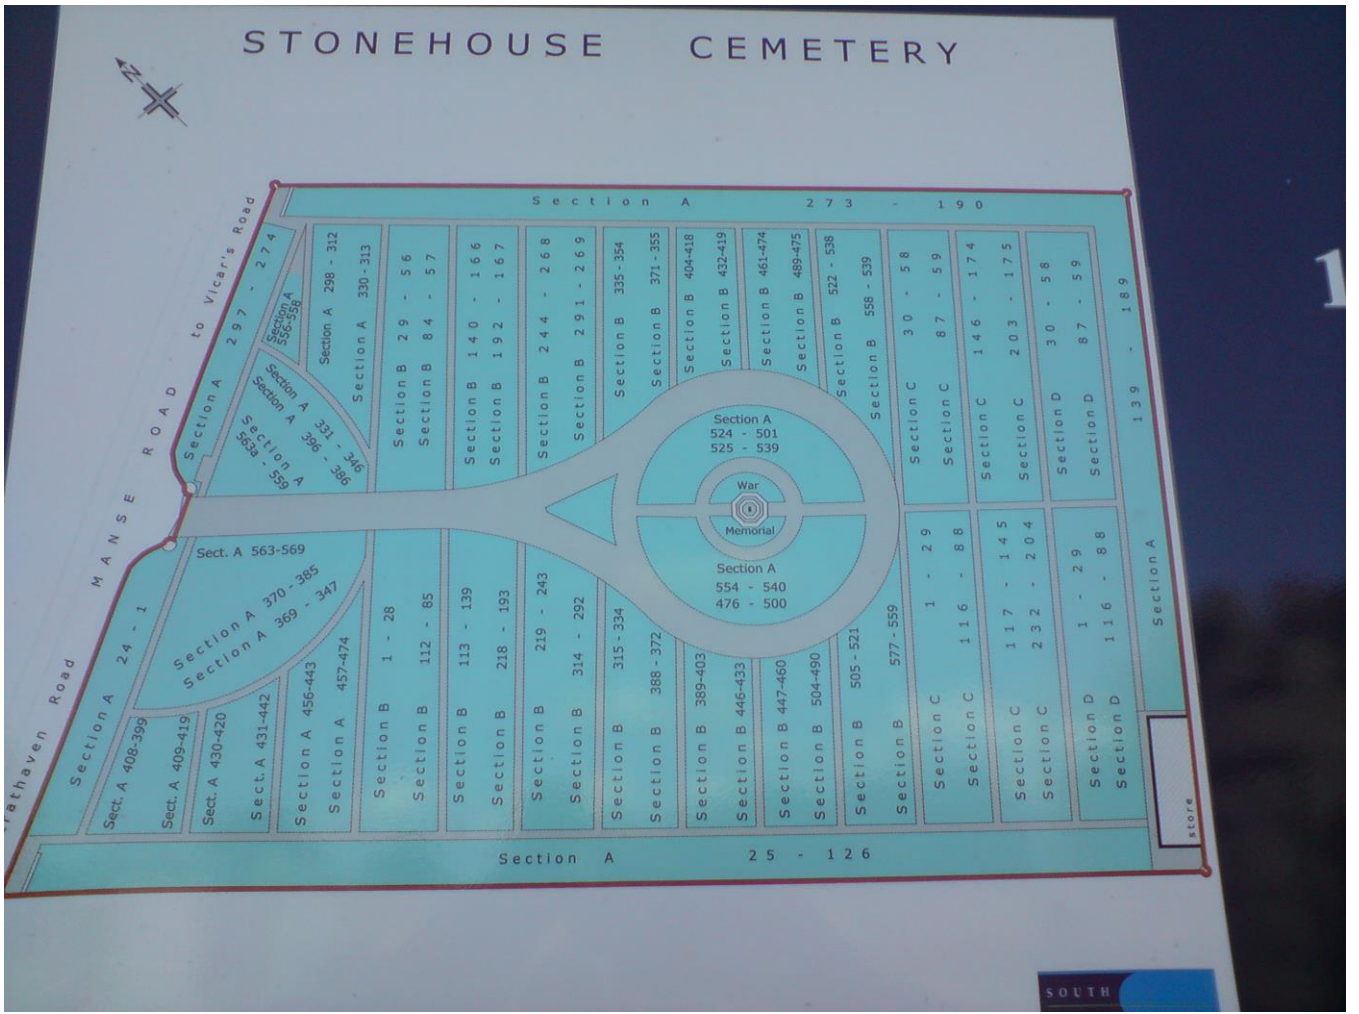 STONEHOUSE CEMETERY
N
Section A 273 - 190
to Vicar's Road
MANSE ROAD
Road
Section A 297 - 274
Section A
556-558
Section A 298 - 312
Section A 330 - 313
Section B 29 - 56
Section B 84 - 57
Section B 140 - 166
Section B 192 - 167
Section B 244 - 268
Section B 291 - 269
Section B 335 - 354
Section B 371 - 355
Section B 404-418
Section B 432-419
Section B 461-474
Section B 489-475
Section B 522 - 538
Section B 558 - 539
Section C 30 - 58
Section C 87 - 59
Section C 146 - 174
Section C 203 - 175
Section D 30 - 58
Section D 87 - 59
Section A 139 - 189
Section A 331 - 346
Section A 396 - 386
Section A
563a - 559
Section A
524 - 501
525 - 539
War
Memorial
Section A
554 - 540
476 - 500
Sect. A 563-569
Section A 370 - 385
Section A 369 - 347
Section A 24 - 1
Sect. A 408-399
Sect. A 409-419
Sect. A 430-420
Sect. A 431-442
Section A 456-443
Section A 457-474
Section B 1 - 28
Section B 112 - 85
Section B 113 - 139
Section B 218 - 193
Section B 219 - 243
Section B 314 - 292
Section B 315 - 334
Section B 388 - 372
Section B 389-403
Section B 446-433
Section B 447-460
Section B 504-490
Section B 505 - 521
Section B 577 - 559
Section C 1 - 29
Section C 116 - 88
Section C 117 - 145
Section C 232 - 204
Section D 1 - 29
Section D 116 - 88
store
Section A 25 - 126
SOUTH
1